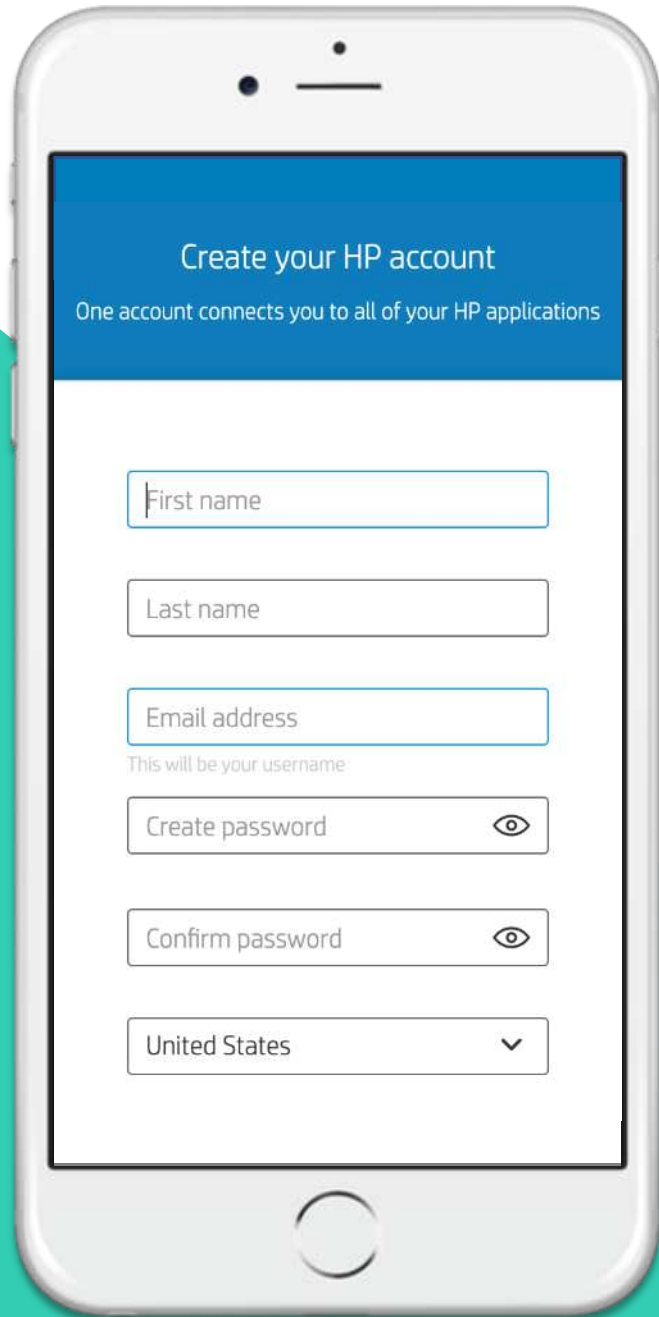 Create your HP account
One account connects you to all of your HP applications
First name
Last name
Email address
This will be your username
Create password
Confirm password
United States